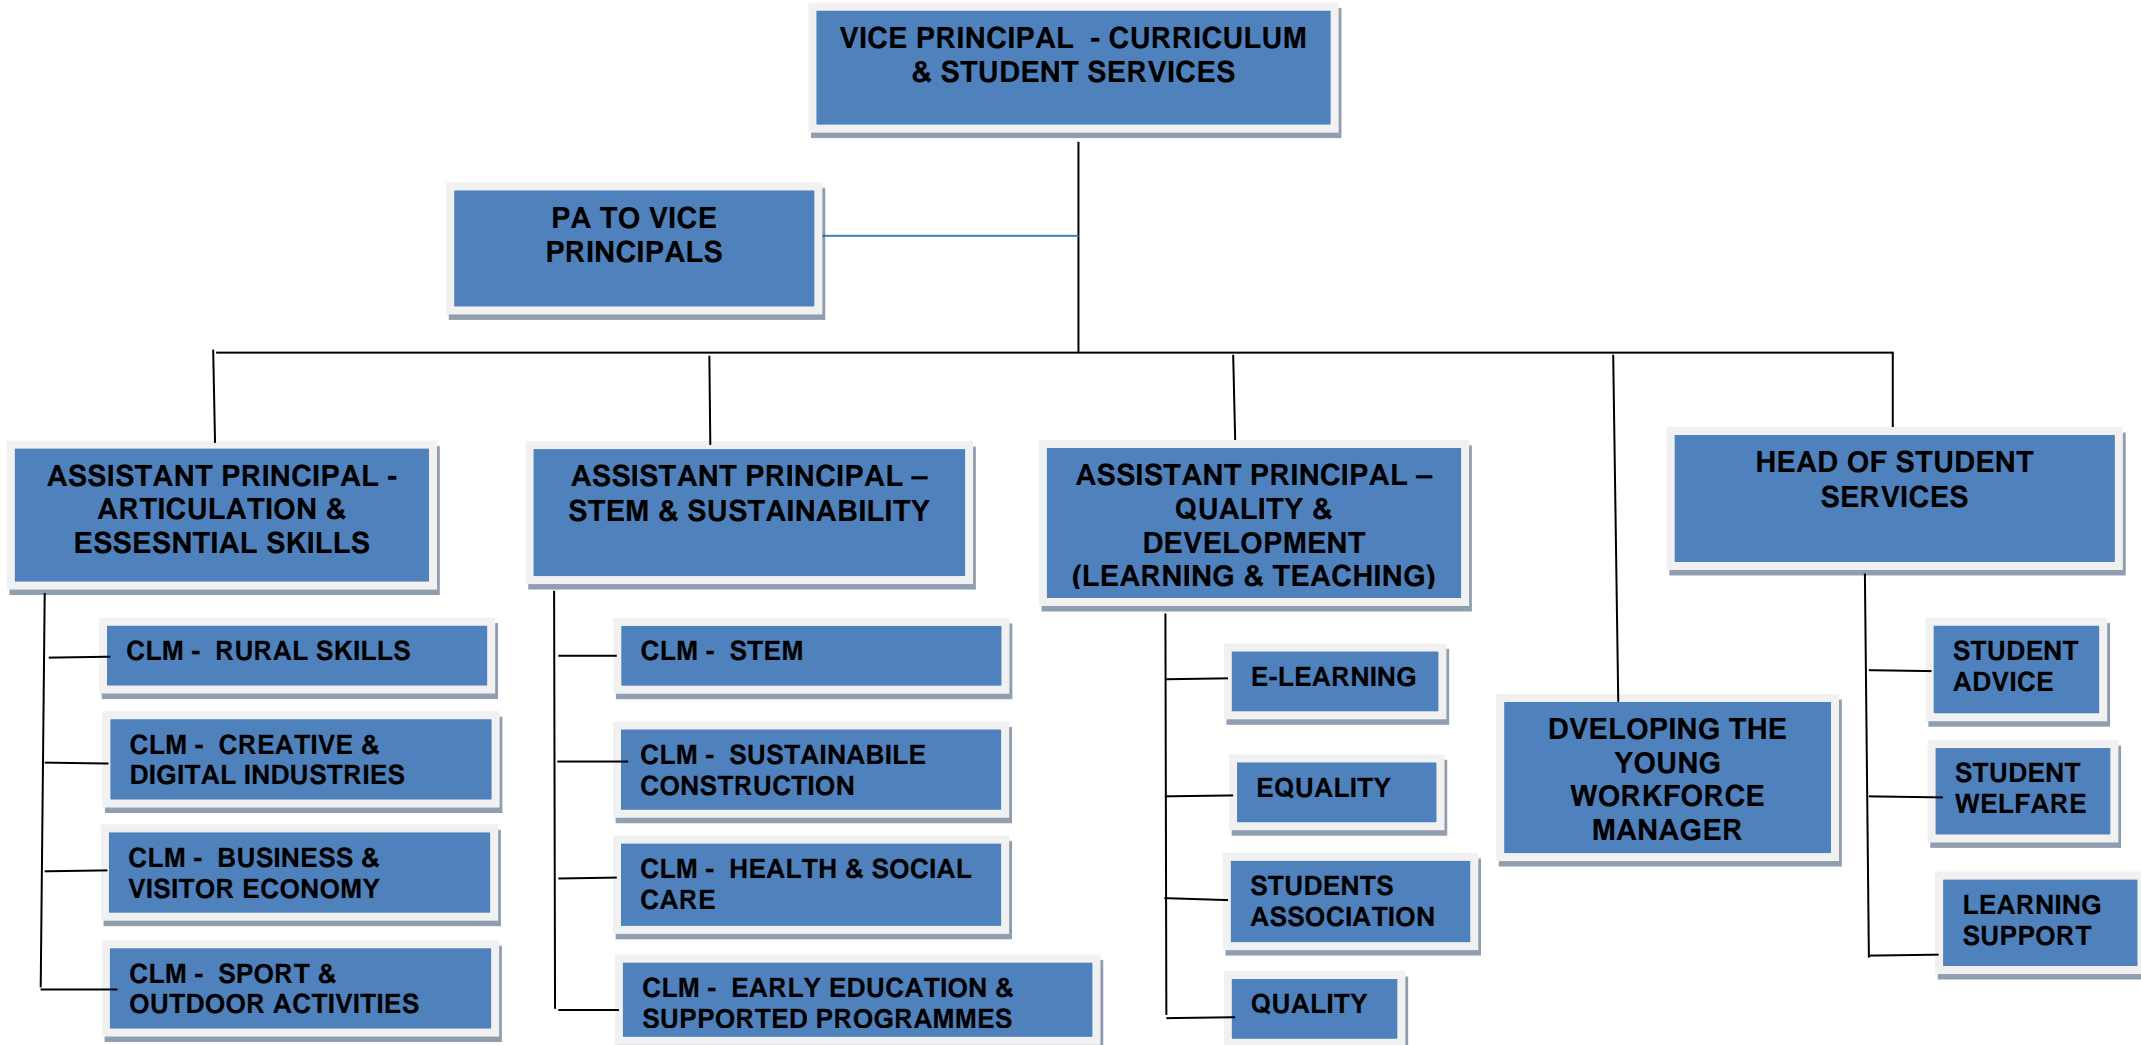 VICE PRINCIPAL - CURRICULUM
& STUDENT SERVICES
PA TO VICE
PRINCIPALS
ASSISTANT PRINCIPAL -
ARTICULATION &
ESSESNTIAL SKILLS
CLM - RURAL SKILLS
CLM - CREATIVE &
DIGITAL INDUSTRIES
CLM - BUSINESS &
VISITOR ECONOMY
CLM - SPORT &
OUTDOOR ACTIVITIES
ASSISTANT PRINCIPAL –
STEM & SUSTAINABILITY
CLM - STEM
CLM - SUSTAINABILE
CONSTRUCTION
CLM - HEALTH & SOCIAL
CARE
CLM - EARLY EDUCATION &
SUPPORTED PROGRAMMES
ASSISTANT PRINCIPAL –
QUALITY &
DEVELOPMENT
(LEARNING & TEACHING)
E-LEARNING
EQUALITY
STUDENTS
ASSOCIATION
QUALITY
DVELOPING THE
YOUNG
WORKFORCE
MANAGER
HEAD OF STUDENT
SERVICES
STUDENT
ADVICE
STUDENT
WELFARE
LEARNING
SUPPORT